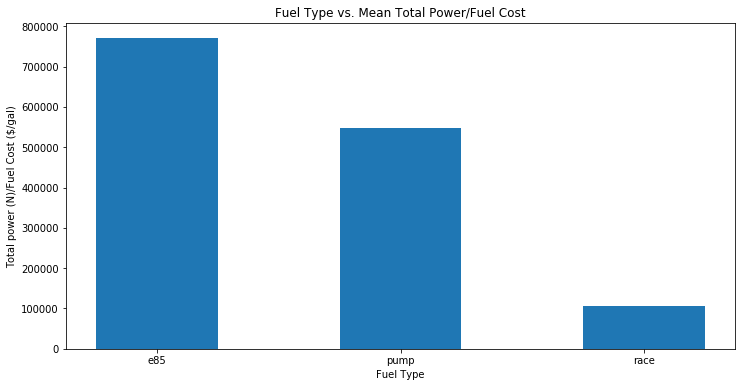 Fuel Type vs. Mean Total Power/Fuel Cost
Total power (N)/Fuel Cost ($/gal)
800000
700000
600000
500000
400000
300000
200000
100000
0
e85 pump race
Fuel Type